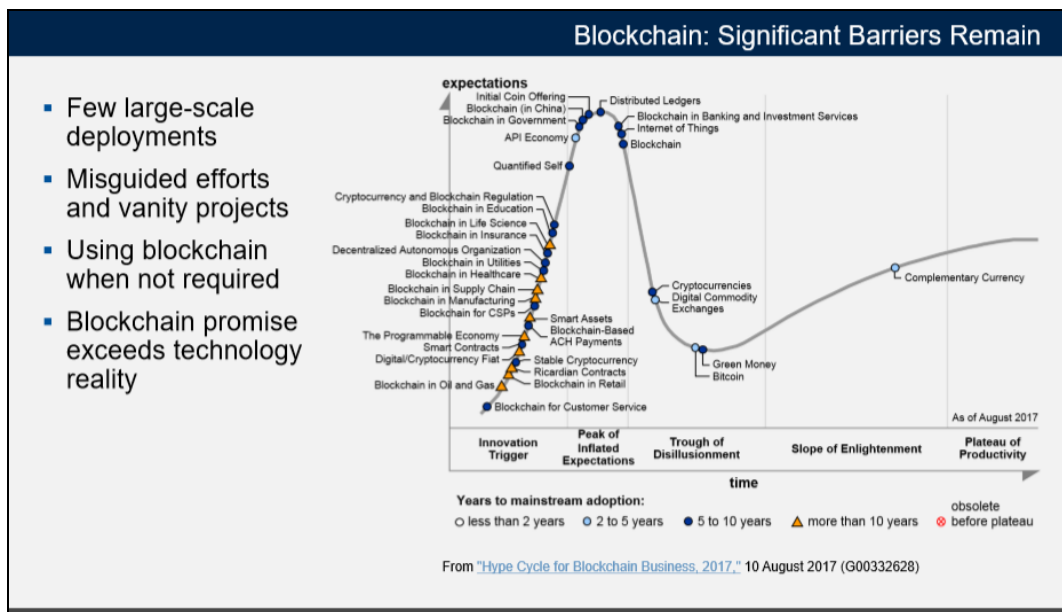 Blockchain: Significant Barriers Remain
▪ Few large-scale
deployments
▪ Misguided efforts
and vanity projects
▪ Using blockchain
when not required
▪ Blockchain promise
exceeds technology
reality
expectations
Initial Coin Offering
Blockchain (in China)
Blockchain in Government
API Economy
Quantified Self
Cryptocurrency and Blockchain Regulation
Blockchain in Education
Blockchain in Life Science
Blockchain in Insurance
Decentralized Autonomous Organization
Blockchain in Utilities
Blockchain in Healthcare
Blockchain in Supply Chain
Blockchain in Manufacturing
Blockchain for CSPs
The Programmable Economy
Smart Contracts
Digital/Cryptocurrency Fiat
Blockchain in Oil and Gas
Distributed Ledgers
Blockchain in Banking and Investment Services
Internet of Things
Blockchain
Smart Assets
Blockchain-Based
ACH Payments
Stable Cryptocurrency
Ricardian Contracts
Blockchain in Retail
Blockchain for Customer Service
Cryptocurrencies
Digital Commodity
Exchanges
Green Money
Bitcoin
Complementary Currency
As of August 2017
Innovation
Trigger
Peak of
Inflated
Expectations
Trough of
Disillusionment
Slope of Enlightenment
Plateau of
Productivity
time
Years to mainstream adoption:
less than 2 years
2 to 5 years
5 to 10 years
more than 10 years
obsolete
before plateau
From "Hype Cycle for Blockchain Business, 2017," 10 August 2017 (G00332628)